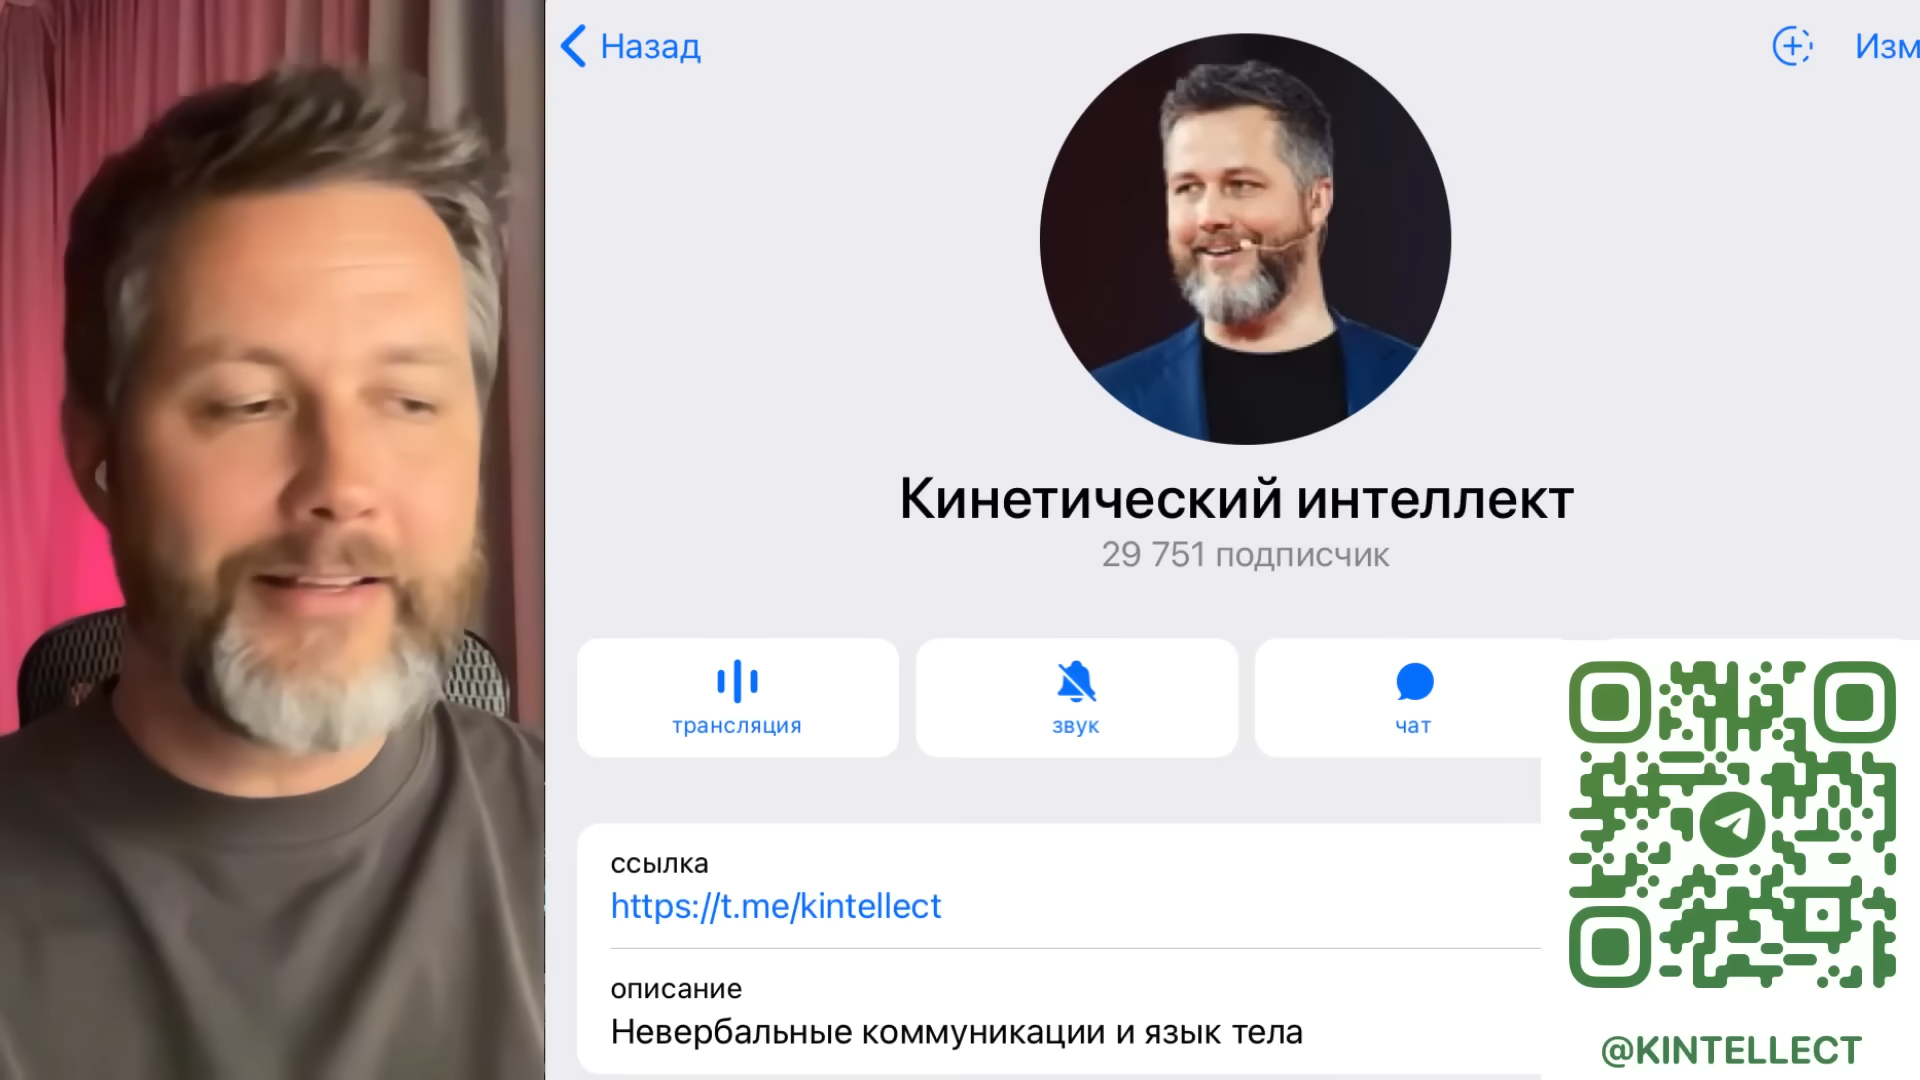 Назад
Изм
Кинетический интеллект
29 751 подписчик
трансляция
звук
чат
ссылка
https://t.me/kintellect
описание
Невербальные коммуникации и язык тела
@KINTELLECT